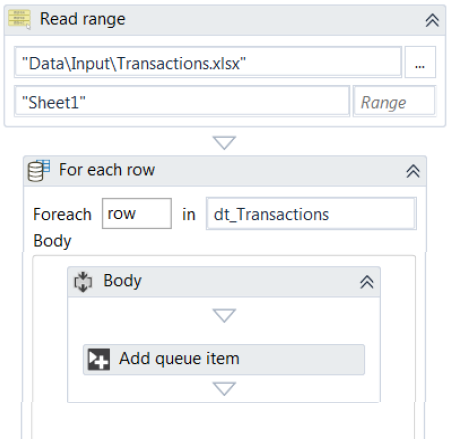 Read range
"Data\Input\Transactions.xlsx" ...
"Sheet1" Range
For each row
Foreach row in dt_Transactions
Body
Body
Add queue item